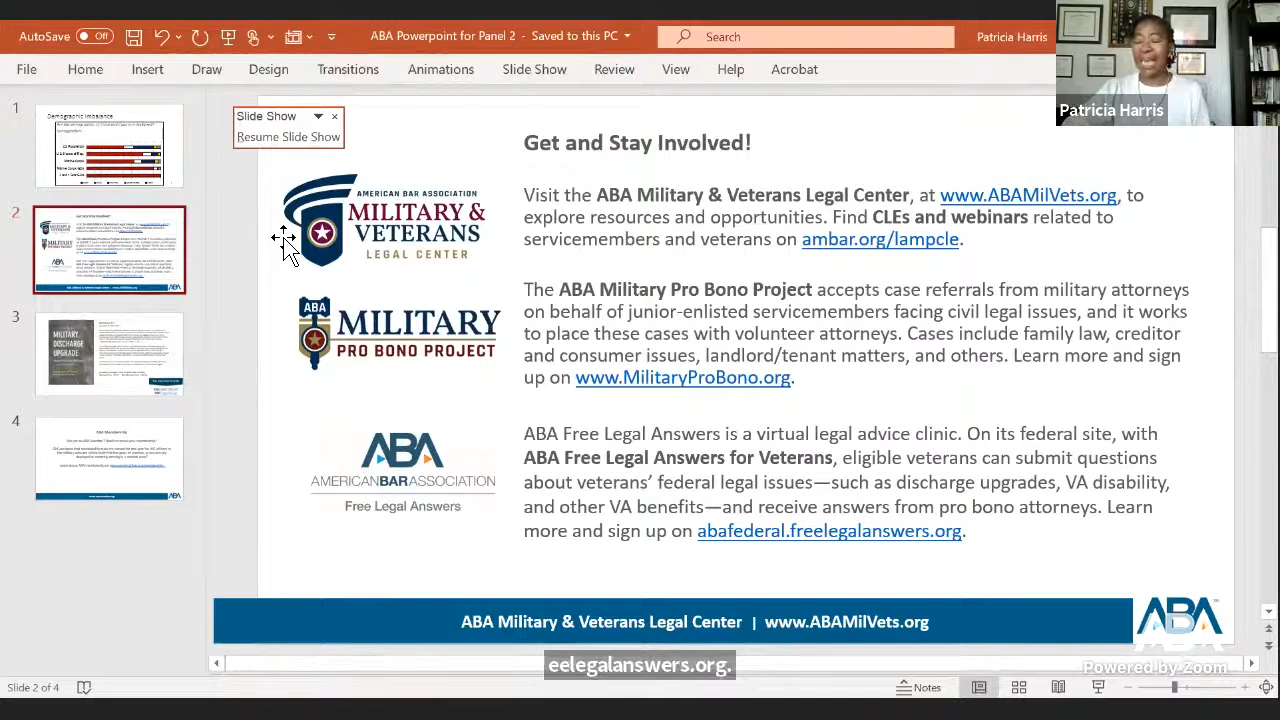 AutoSave Off
ABA Powerpoint for Panel 2 - Saved to this PC
Search
Patricia Harris
File Home Insert Draw Design Transitions Animations Slide Show Review View Help Acrobat
Patricia Harris
1
Demographic Imbalance
2
3
MILITARY
DISCHARGE
UPGRADE
4
Slide Show
Resume Slide Show
Get and Stay Involved!
AMERICAN BAR ASSOCIATION
MILITARY &
VETERANS
LEGAL CENTER
Visit the ABA Military & Veterans Legal Center, at www.ABAMilVets.org, to
explore resources and opportunities. Find CLEs and webinars related to
servicemembers and veterans on ambar.org/lampcle.
ABA
MILITARY
PRO BONO PROJECT
The ABA Military Pro Bono Project accepts case referrals from military attorneys
on behalf of junior-enlisted servicemembers facing civil legal issues, and it works
to place these cases with volunteer attorneys. Cases include family law, creditor
and consumer issues, landlord/tenant matters, and others. Learn more and sign
up on www.MilitaryProBono.org.
ABA
AMERICANBARASSOCIATION
Free Legal Answers
ABA Free Legal Answers is a virtual legal advice clinic. On its federal site, with
ABA Free Legal Answers for Veterans, eligible veterans can submit questions
about veterans’ federal legal issues—such as discharge upgrades, VA disability,
and other VA benefits—and receive answers from pro bono attorneys. Learn
more and sign up on abafederal.freelegalanswers.org.
ABA Military & Veterans Legal Center | www.ABAMilVets.org
ABA
eelegalanswers.org.
Powered by Zoom
Slide 2 of 4
Notes